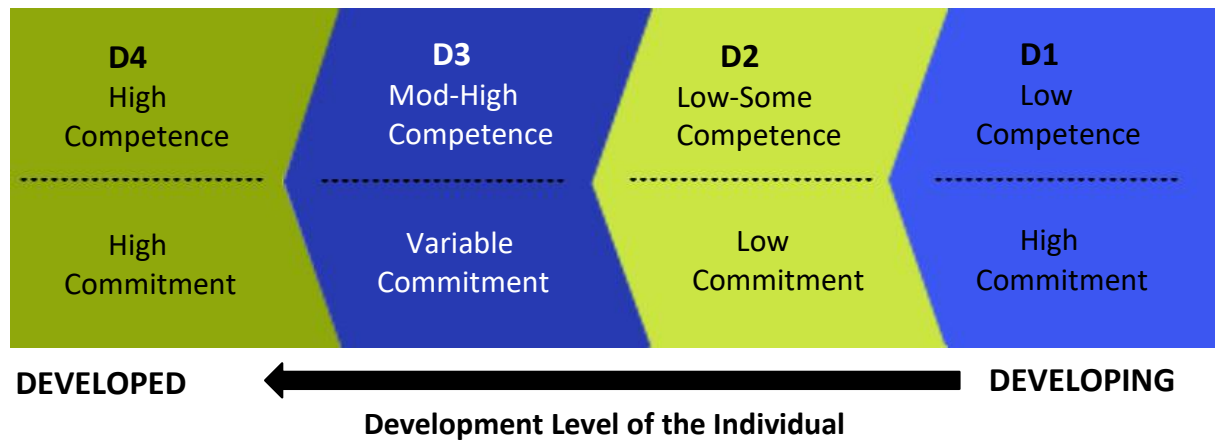 D4
High
Competence
High
Commitment
D3
Mod-High
Competence
Variable
Commitment
D2
Low-Some
Competence
Low
Commitment
D1
Low
Competence
High
Commitment
DEVELOPED
DEVELOPING
Development Level of the Individual